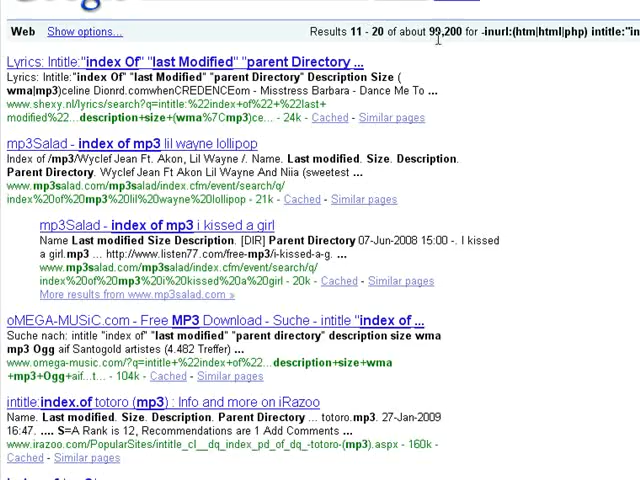 Web Show options... Results 11 - 20 of about 99,200 for -inurl:(htm|html|php) intitle:"in
Lyrics: Intitle:"index Of" "last Modified" "parent Directory ...
Lyrics: Intitle:"index Of" "last Modified" "parent Directory" Description Size (
wma|mp3)celine Dionrd.comwhenCREDENCEom - Misstress Barbara - Dance Me To ...
www.shexy.nl/lyrics/search?q=intitle:%22index+of%22+%22last+
modified%22...description+size+(wma%7Cmp3)ce... - 24k - Cached - Similar pages
mp3Salad - index of mp3 lil wayne lollipop
Index of /mp3/Wyclef Jean Ft. Akon, Lil Wayne /. Name. Last modified. Size. Description.
Parent Directory. Wyclef Jean Ft Akon Lil Wayne And Niia (sweetest ...
www.mp3salad.com/mp3salad/index.cfm/event/search/q/
index%20of%20mp3%20lil%20wayne%20lollipop - 21k - Cached - Similar pages
mp3Salad - index of mp3 i kissed a girl
Name Last modified Size Description. [DIR] Parent Directory 07-Jun-2008 15:00 -. I kissed
a girl.mp3 ... http://www.listen77.com/free-mp3/i-kissed-a-g. ...
www.mp3salad.com/mp3salad/index.cfm/event/search/q/
index%20of%20mp3%20i%20kissed%20a%20girl - 20k - Cached - Similar pages
More results from www.mp3salad.com »
oMEGA-MUSiC.com - Free MP3 Download - Suche - intitle "index of ...
Suche nach: intitle "index of" "last modified" "parent directory" description size wma
mp3 Ogg aif Santogold artistes (4.482 Treffer) ...
www.omega-music.com/?q=intitle+%22index+of%22...description+size+wma
+mp3+Ogg+aif...t... - 104k - Cached - Similar pages
intitle:index.of totoro (mp3) : Info and more on iRazoo
Name. Last modified. Size. Description. Parent Directory ... totoro.mp3. 27-Jan-2009
16:47. .... S=A Rank is 12, Recommendations are 1 Add Comments ...
www.irazoo.com/PopularSites/intitle_cl__dq_index_pd_of_dq_-totoro-(mp3).aspx - 160k -
Cached - Similar pages